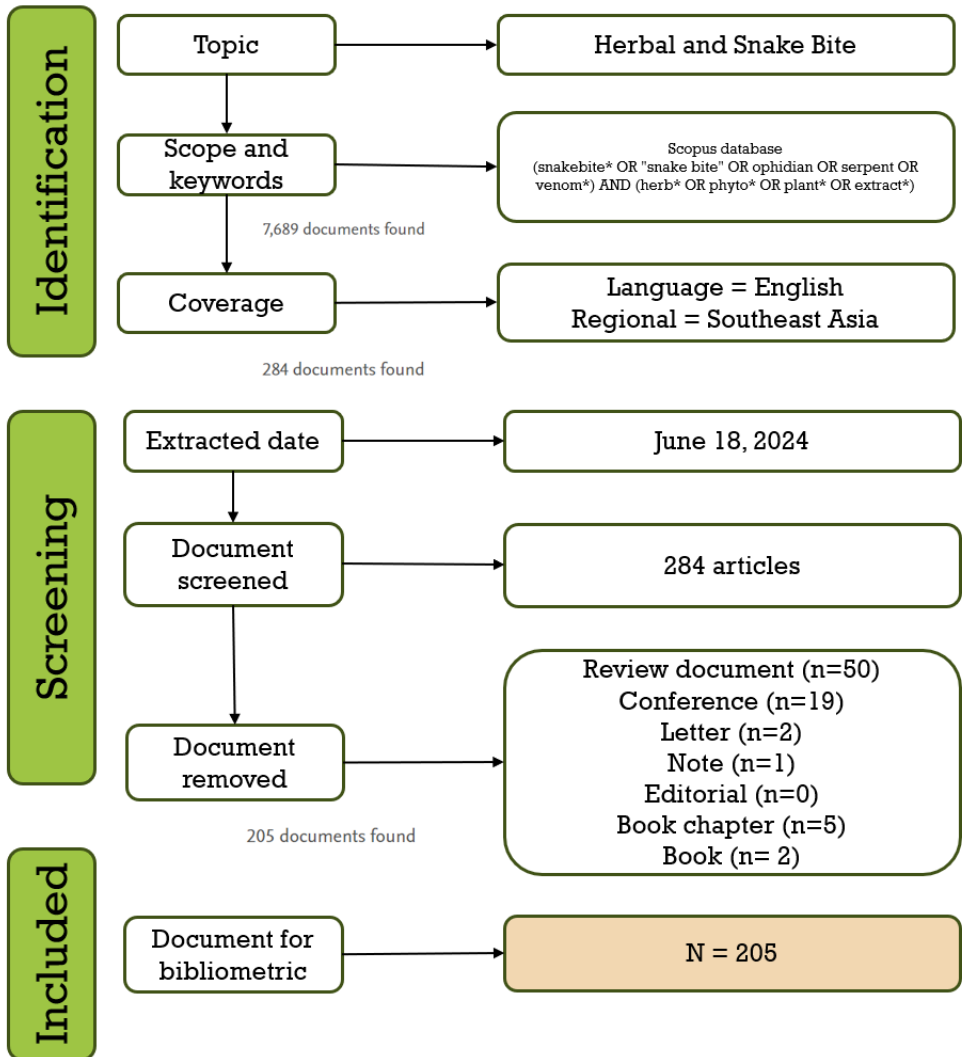 Identification
Topic
Herbal and Snake Bite
Scope and
keywords
Scopus database
(snakebite* OR "snake bite" OR ophidian OR serpent OR
venom*) AND (herb* OR phyto* OR plant* OR extract*)
7,689 documents found
Coverage
Language = English
Regional = Southeast Asia
284 documents found
Screening
Extracted date
June 18, 2024
Document
screened
284 articles
Document
removed
Review document (n=50)
Conference (n=19)
Letter (n=2)
Note (n=1)
Editorial (n=0)
Book chapter (n=5)
Book (n= 2)
205 documents found
Included
Document for
bibliometric
N = 205